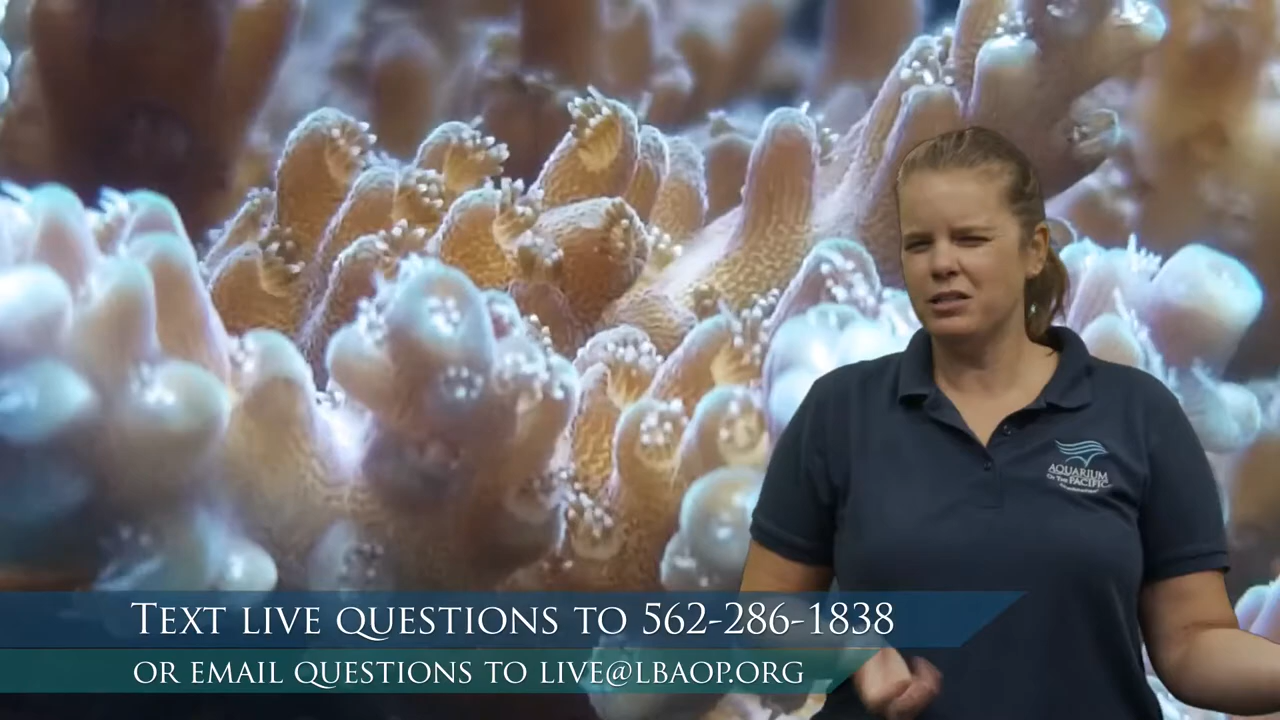 AQUARIUM
OF THE PACIFIC
TEXT LIVE QUESTIONS TO 562-286-1838
OR EMAIL QUESTIONS TO LIVE@LBAOP.ORG